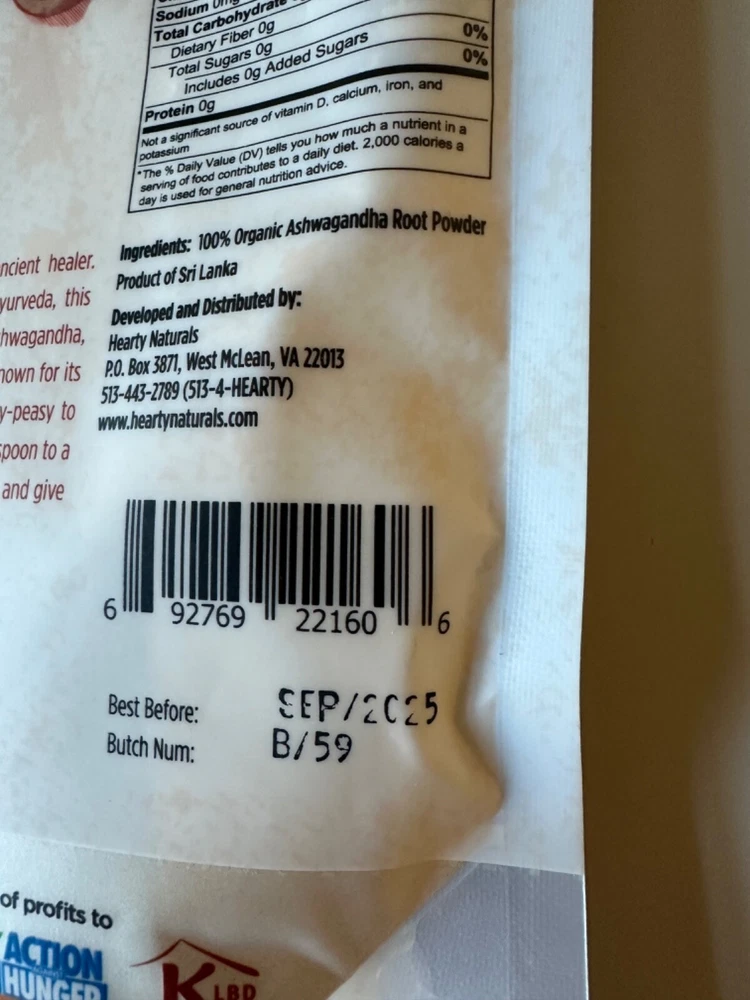 Sodium 0mg
Total Carbohydrate
Dietary Fiber 0g 0%
Total Sugars 0g
Includes 0g Added Sugars 0%
Protein 0g
Not a significant source of vitamin D, calcium, iron, and
potassium
*The % Daily Value (DV) tells you how much a nutrient in a
serving of food contributes to a daily diet. 2,000 calories a
day is used for general nutrition advice.
Ingredients: 100% Organic Ashwagandha Root Powder
Product of Sri Lanka
Developed and Distributed by:
Hearty Naturals
P.O. Box 3871, West McLean, VA 22013
513-443-2789 (513-4-HEARTY)
www.heartynaturals.com
ncient healer.
yurveda, this
hwagandha,
nown for its
y-peasy to
spoon to a
and give
6 92769 22160 6
Best Before: SEP/2025
Butch Num: B/59
of profits to
ACTION
HUNGER
K LBD